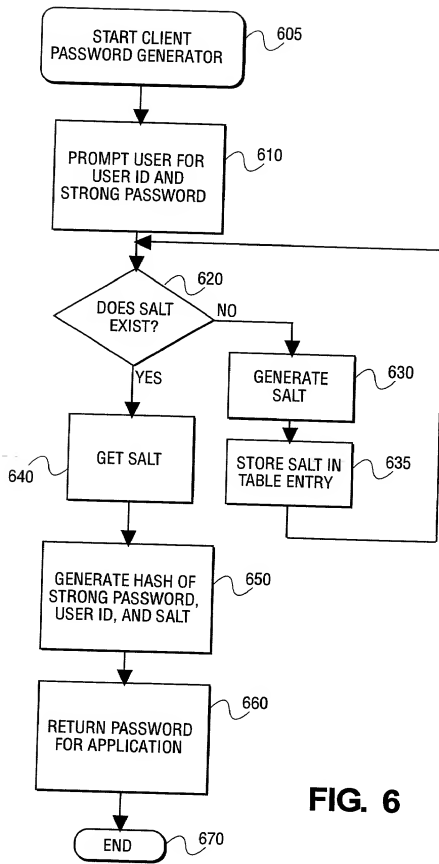 START CLIENT
PASSWORD GENERATOR
605
PROMPT USER FOR
USER ID AND
STRONG PASSWORD
610
620
DOES SALT
EXIST?
NO
YES
GENERATE
SALT
630
GET SALT
640
STORE SALT IN
TABLE ENTRY
635
GENERATE HASH OF
STRONG PASSWORD,
USER ID, AND SALT
650
RETURN PASSWORD
FOR APPLICATION
660
END
670
FIG. 6